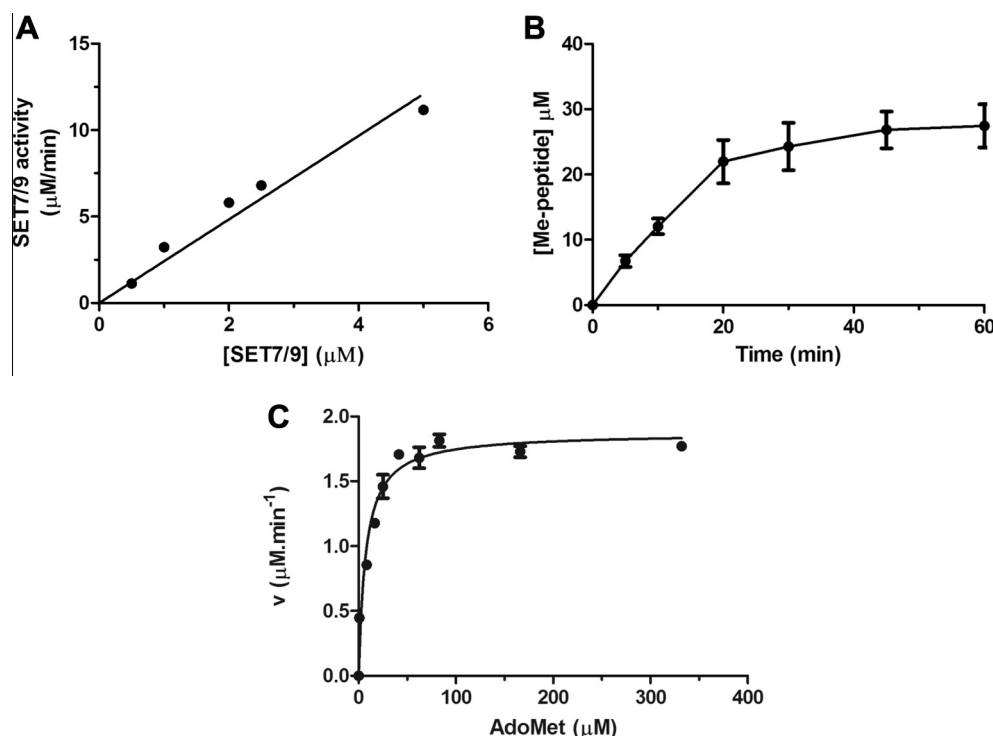 A
SET7/9 activity
(μM/min)
15
10
5
0
0 2 4 6
[SET7/9] (μM)
B
[Me-peptide] μM
40
30
20
10
0
0 20 40 60
Time (min)
C
v (μM.min-1)
2.0
1.5
1.0
0.5
0.0
0 100 200 300 400
AdoMet (μM)